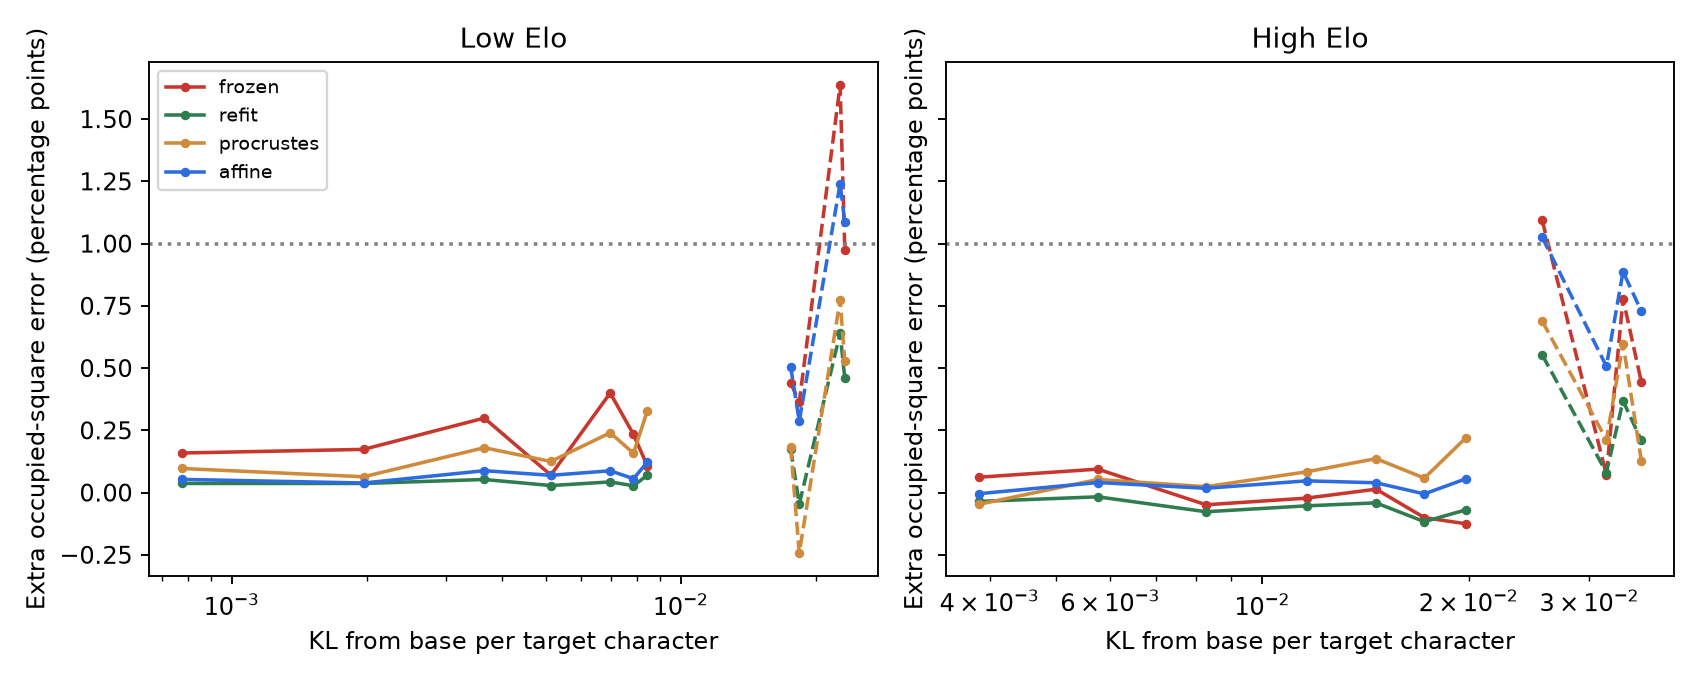 Low Elo
Extra occupied-square error (percentage points)
1.50
1.25
1.00
0.75
0.50
0.25
0.00
−0.25
frozen
refit
procrustes
affine
10⁻³
10⁻²
KL from base per target character
High Elo
Extra occupied-square error (percentage points)
4 × 10⁻³ 6 × 10⁻³ 10⁻² 2 × 10⁻² 3 × 10⁻²
KL from base per target character